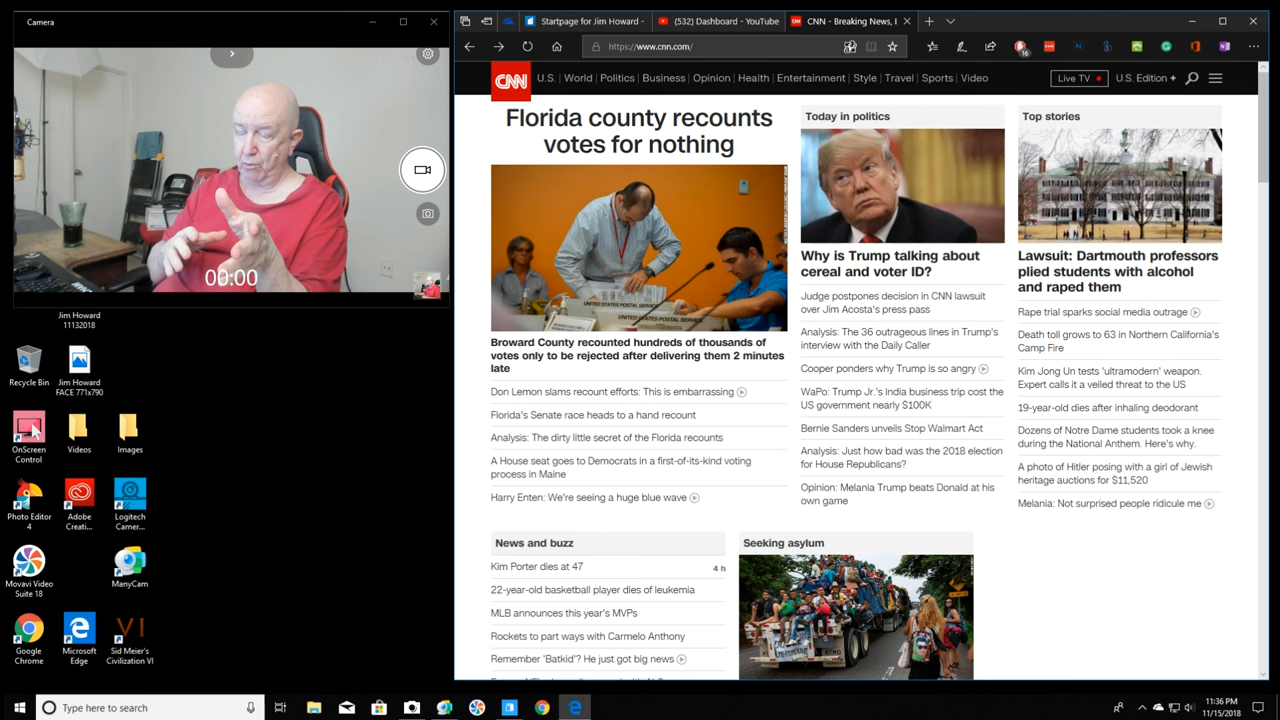 Camera
00:00
Jim Howard
11132018
Recycle Bin
Jim Howard
FACE 771x790
OnScreen
Control
Videos
Images
Photo Editor
4
Adobe
Creati...
Logitech
Camer...
Movavi Video
Suite 18
ManyCam
Google
Chrome
Microsoft
Edge
VI
Sid Meier's
Civilization VI
Startpage for Jim Howard -
(532) Dashboard - YouTube
CNN - Breaking News, l
https://www.cnn.com/
16
CNN
U.S. World Politics Business Opinion Health Entertainment Style Travel Sports Video
Live TV
U.S. Edition +
Florida county recounts
votes for nothing
UNITED STATES POSTAL SERVICE
UNITED STATES POSTAL SERVICE
Broward County recounted hundreds of thousands of
votes only to be rejected after delivering them 2 minutes
late
Don Lemon slams recount efforts: This is embarrassing
Florida's Senate race heads to a hand recount
Analysis: The dirty little secret of the Florida recounts
A House seat goes to Democrats in a first-of-its-kind voting
process in Maine
Harry Enten: We're seeing a huge blue wave
Today in politics
Why is Trump talking about
cereal and voter ID?
Judge postpones decision in CNN lawsuit
over Jim Acosta's press pass
Analysis: The 36 outrageous lines in Trump's
interview with the Daily Caller
Cooper ponders why Trump is so angry
WaPo: Trump Jr.'s India business trip cost the
US government nearly $100K
Bernie Sanders unveils Stop Walmart Act
Analysis: Just how bad was the 2018 election
for House Republicans?
Opinion: Melania Trump beats Donald at his
own game
Top stories
Lawsuit: Dartmouth professors
plied students with alcohol
and raped them
Rape trial sparks social media outrage
Death toll grows to 63 in Northern California's
Camp Fire
Kim Jong Un tests 'ultramodern' weapon.
Expert calls it a veiled threat to the US
19-year-old dies after inhaling deodorant
Dozens of Notre Dame students took a knee
during the National Anthem. Here's why.
A photo of Hitler posing with a girl of Jewish
heritage auctions for $11,520
Melania: Not surprised people ridicule me
News and buzz
Kim Porter dies at 47
4 h
22-year-old basketball player dies of leukemia
MLB announces this year's MVPs
Rockets to part ways with Carmelo Anthony
Remember 'Batkid'? He just got big news
Seeking asylum
Type here to search
11:36 PM
11/15/2018